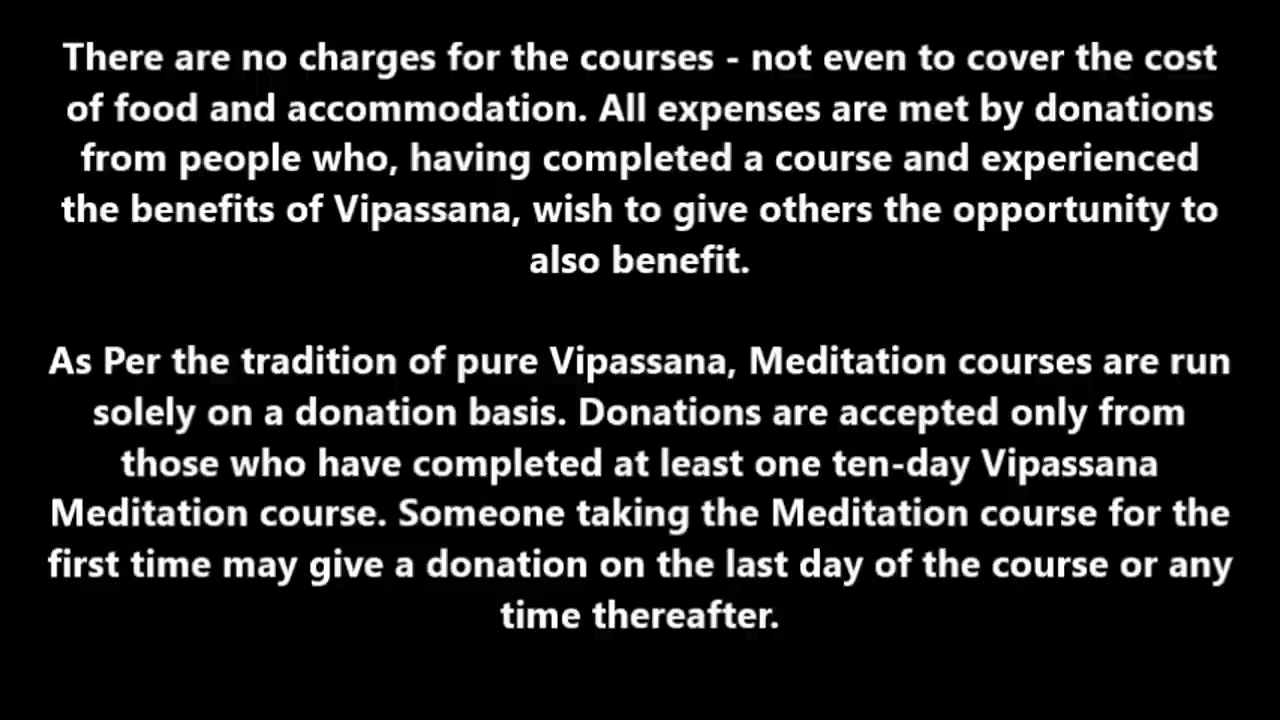 There are no charges for the courses - not even to cover the cost
of food and accommodation. All expenses are met by donations
from people who, having completed a course and experienced
the benefits of Vipassana, wish to give others the opportunity to
also benefit.
As Per the tradition of pure Vipassana, Meditation courses are run
solely on a donation basis. Donations are accepted only from
those who have completed at least one ten-day Vipassana
Meditation course. Someone taking the Meditation course for the
first time may give a donation on the last day of the course or any
time thereafter.